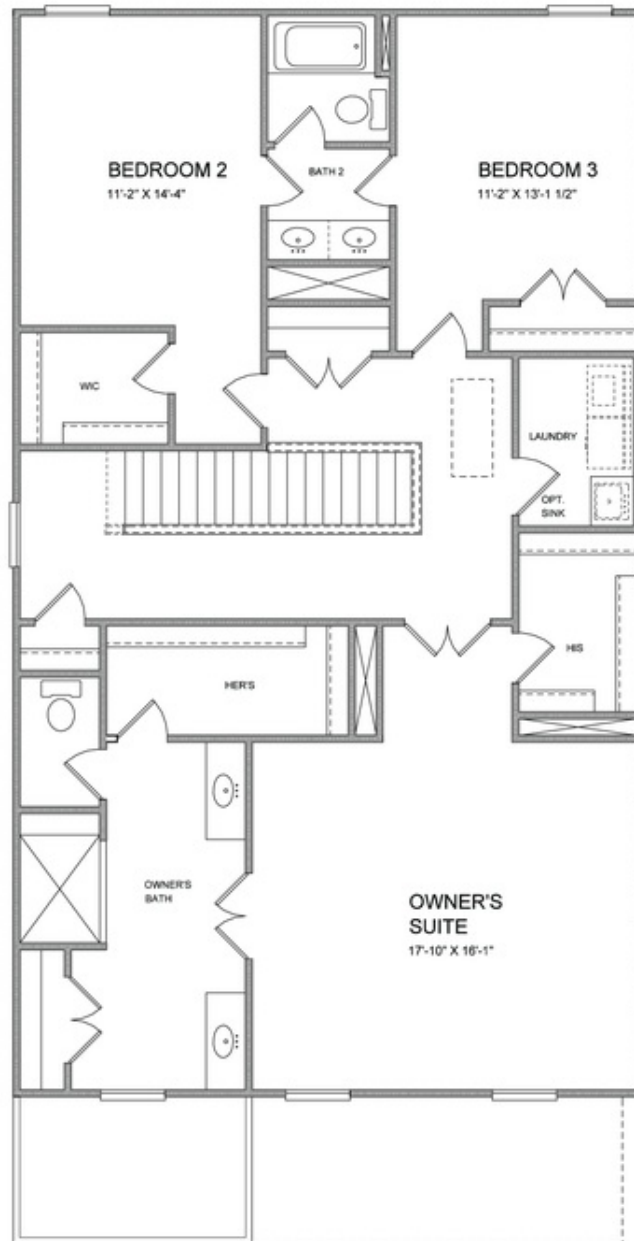 BEDROOM 2
11'-2" X 14'-4"
BATH 2
BEDROOM 3
11'-2" X 13'-1 1/2"
WIC
LAUNDRY
OPT.
SINK
HIS
HER'S
OWNER'S
BATH
OWNER'S
SUITE
17'-10" X 16'-1"